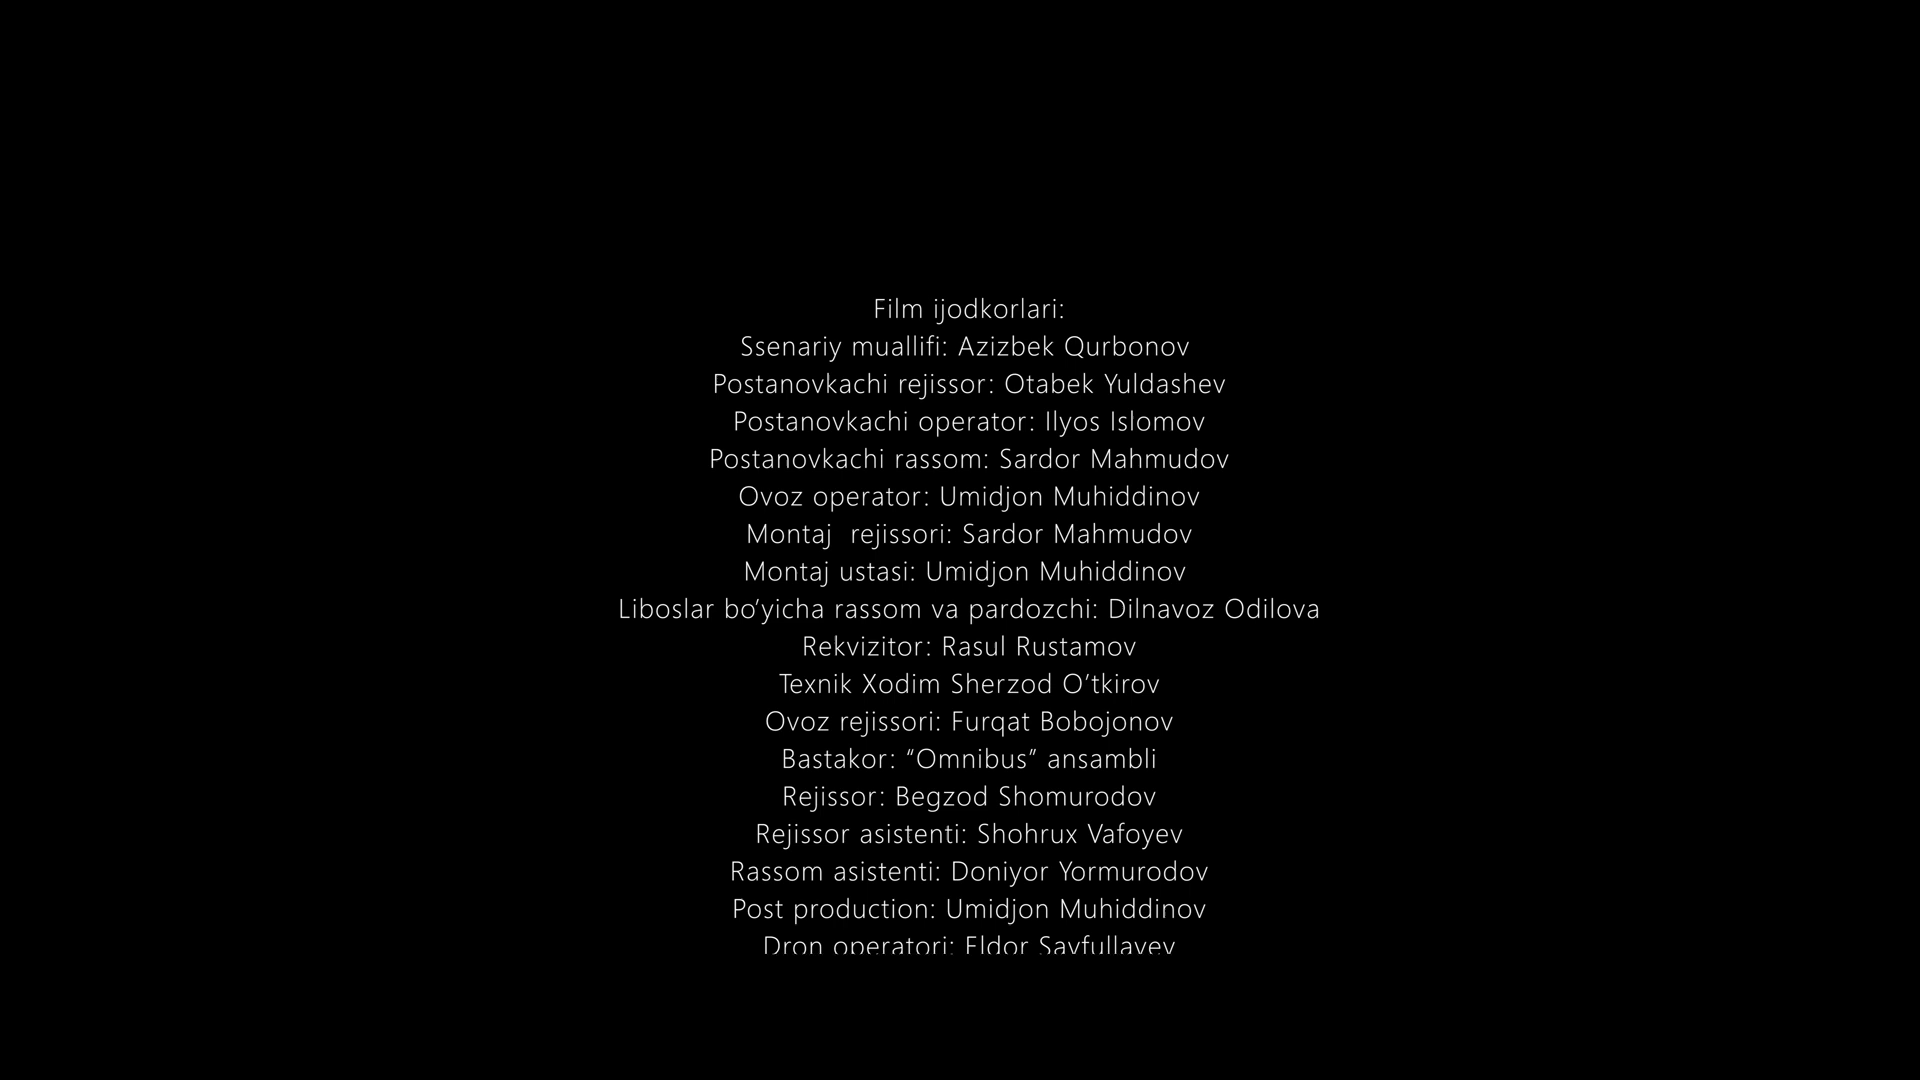 Film ijodkorlari:
Ssenariy muallifi: Azizbek Qurbonov
Postanovkachi rejissor: Otabek Yuldashev
Postanovkachi operator: Ilyos Islomov
Postanovkachi rassom: Sardor Mahmudov
Ovoz operator: Umidjon Muhiddinov
Montaj  rejissori: Sardor Mahmudov
Montaj ustasi: Umidjon Muhiddinov
Liboslar bo’yicha rassom va pardozchi: Dilnavoz Odilova
Rekvizitor: Rasul Rustamov
Texnik Xodim Sherzod O’tkirov
Ovoz rejissori: Furqat Bobojonov
Bastakor: “Omnibus” ansambli
Rejissor: Begzod Shomurodov
Rejissor asistenti: Shohrux Vafoyev
Rassom asistenti: Doniyor Yormurodov
Post production: Umidjon Muhiddinov
Dron operatori: Eldor Sayfullayev